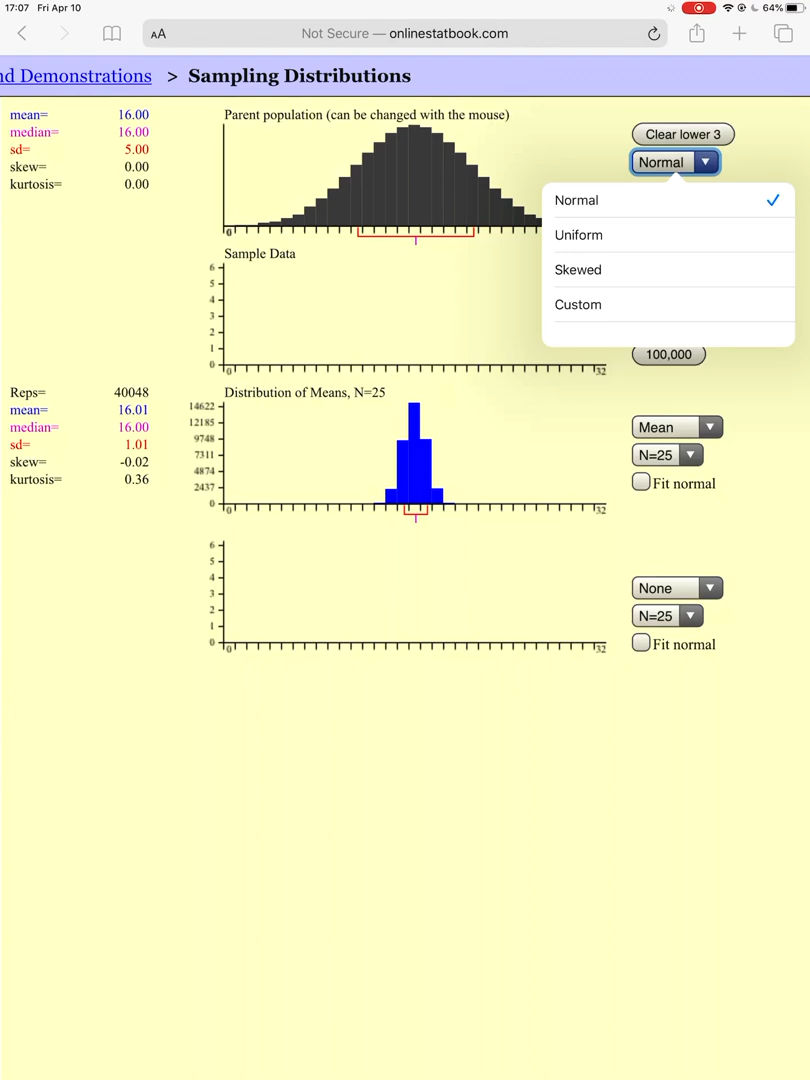 17:07 Fri Apr 10
64%
AA
Not Secure — onlinestatbook.com
nd Demonstrations > Sampling Distributions
mean= 16.00
median= 16.00
sd= 5.00
skew= 0.00
kurtosis= 0.00
Parent population (can be changed with the mouse)
0
Clear lower 3
Normal
Normal
Uniform
Skewed
Custom
Sample Data
6
5
4
3
2
1
0
0
32
100,000
Reps= 40048
mean= 16.01
median= 16.00
sd= 1.01
skew= -0.02
kurtosis= 0.36
Distribution of Means, N=25
14622
12185
9748
7311
4874
2437
0
0
32
Mean
N=25
Fit normal
6
5
4
3
2
1
0
0
32
None
N=25
Fit normal